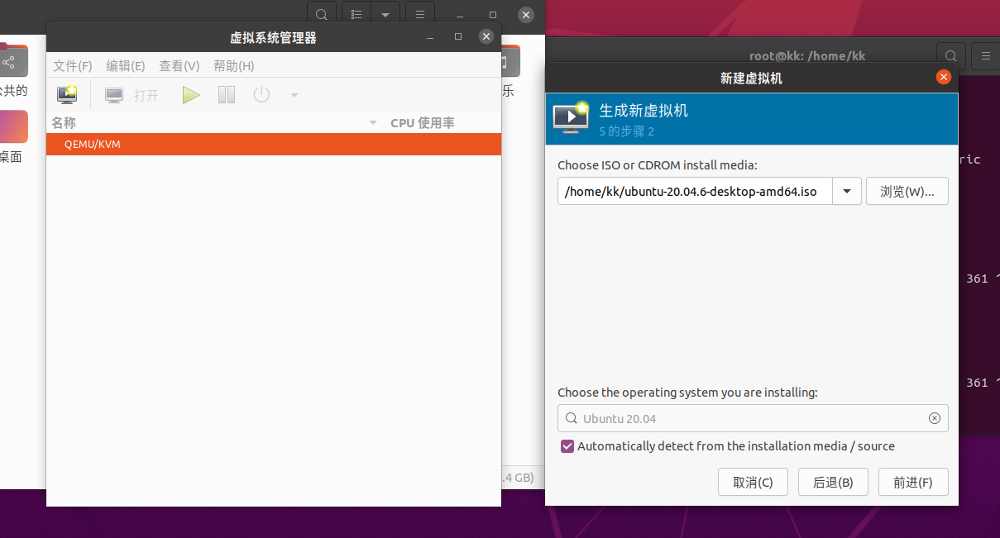 虚拟系统管理器
文件(F) 编辑(E) 查看(V) 帮助(H)
打开
名称 CPU 使用率
QEMU/KVM
共的
桌面
乐
.4 GB)
root@kk: /home/kk
ric
361
361
新建虚拟机
生成新虚拟机
5 的步骤 2
Choose ISO or CDROM install media:
/home/kk/ubuntu-20.04.6-desktop-amd64.iso 浏览(W)...
Choose the operating system you are installing:
Ubuntu 20.04
Automatically detect from the installation media / source
取消(C) 后退(B) 前进(F)